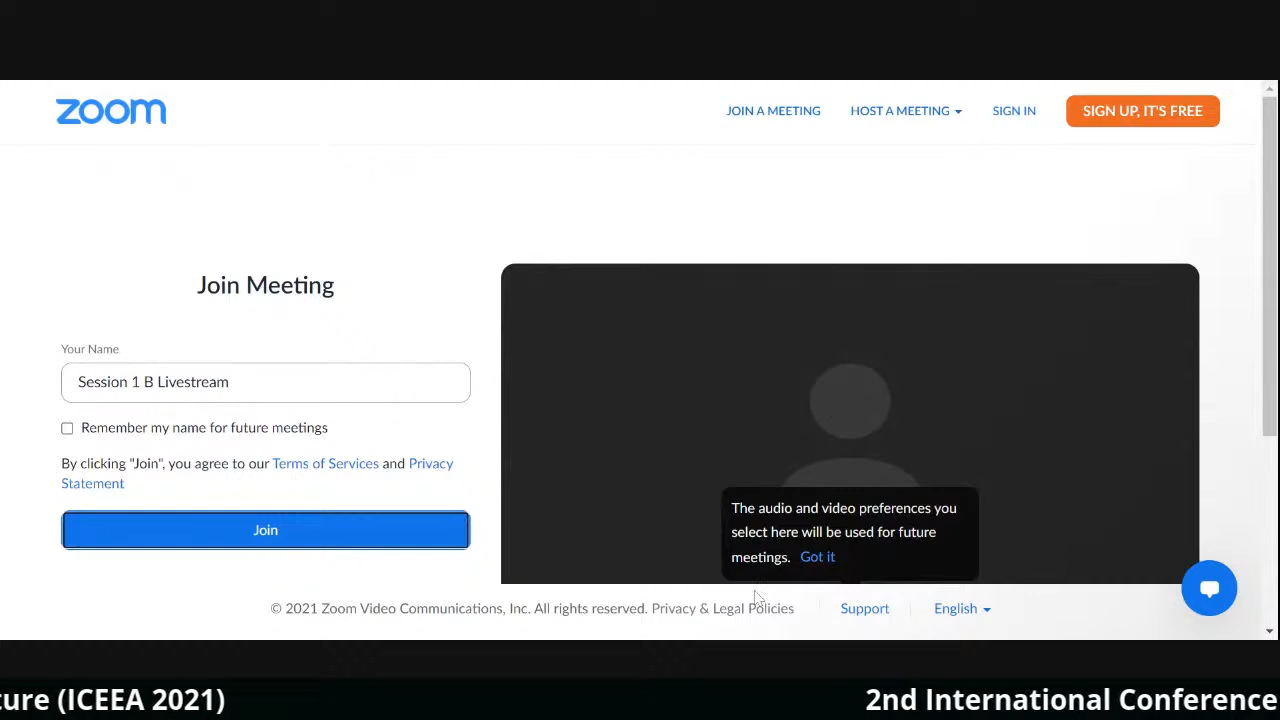 zoom
JOIN A MEETING HOST A MEETING SIGN IN SIGN UP, IT'S FREE
Join Meeting
Your Name
Session 1 B Livestream
Remember my name for future meetings
By clicking "Join", you agree to our Terms of Services and Privacy
Statement
Join
The audio and video preferences you
select here will be used for future
meetings. Got it
© 2021 Zoom Video Communications, Inc. All rights reserved. Privacy & Legal Policies Support English
ture (ICEEA 2021) 2nd International Conference